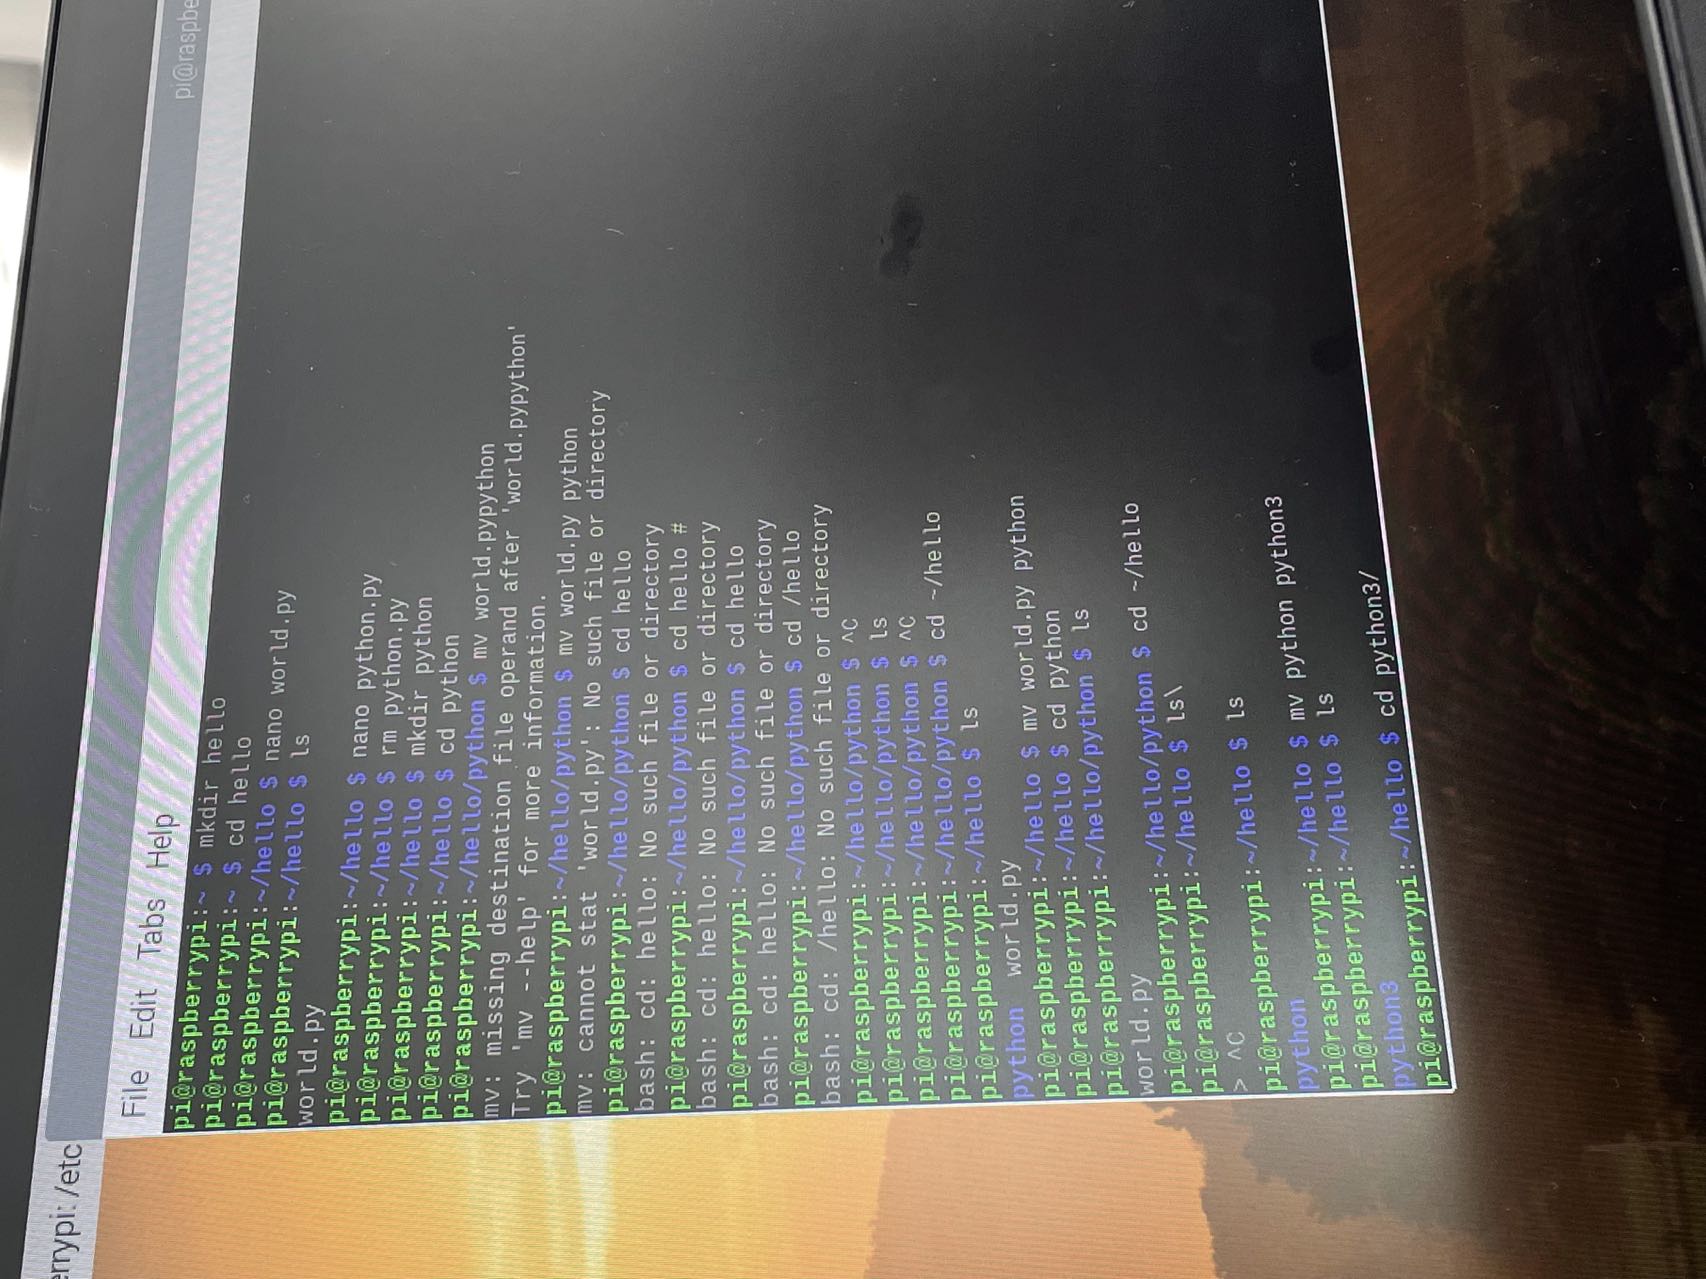 /etc
File Edit Tabs Help
pi@raspberrypi:~ $ mkdir hello
pi@raspberrypi:~ $ cd hello
pi@raspberrypi:~/hello $ nano world.py
pi@raspberrypi:~/hello $ ls
world.py
pi@raspberrypi:~/hello $ nano python.py
pi@raspberrypi:~/hello $ rm python.py
pi@raspberrypi:~/hello $ mkdir python
pi@raspberrypi:~/hello $ cd python
pi@raspberrypi:~/hello/python $ mv world.pypython
mv: missing destination file operand after 'world.pypython'
Try 'mv --help' for more information.
pi@raspberrypi:~/hello/python $ mv world.py python
mv: cannot stat 'world.py': No such file or directory
pi@raspberrypi:~/hello/python $ cd hello
bash: cd: hello: No such file or directory
pi@raspberrypi:~/hello/python $ cd hello #
bash: cd: hello: No such file or directory
pi@raspberrypi:~/hello/python $ cd hello
bash: cd: hello: No such file or directory
pi@raspberrypi:~/hello/python $ cd /hello
bash: cd: /hello: No such file or directory
pi@raspberrypi:~/hello/python $ ^C
pi@raspberrypi:~/hello/python $ ls
pi@raspberrypi:~/hello/python $ ^C
pi@raspberrypi:~/hello/python $ cd ~/hello
pi@raspberrypi:~/hello $ ls
python world.py
pi@raspberrypi:~/hello $ mv world.py python
pi@raspberrypi:~/hello $ cd python
pi@raspberrypi:~/hello/python $ ls
world.py
pi@raspberrypi:~/hello/python $ cd ~/hello
pi@raspberrypi:~/hello $ ls\
> ^C
pi@raspberrypi:~/hello $ ls
python
pi@raspberrypi:~/hello $ mv python python3
pi@raspberrypi:~/hello $ ls
python3
pi@raspberrypi:~/hello $ cd python3/